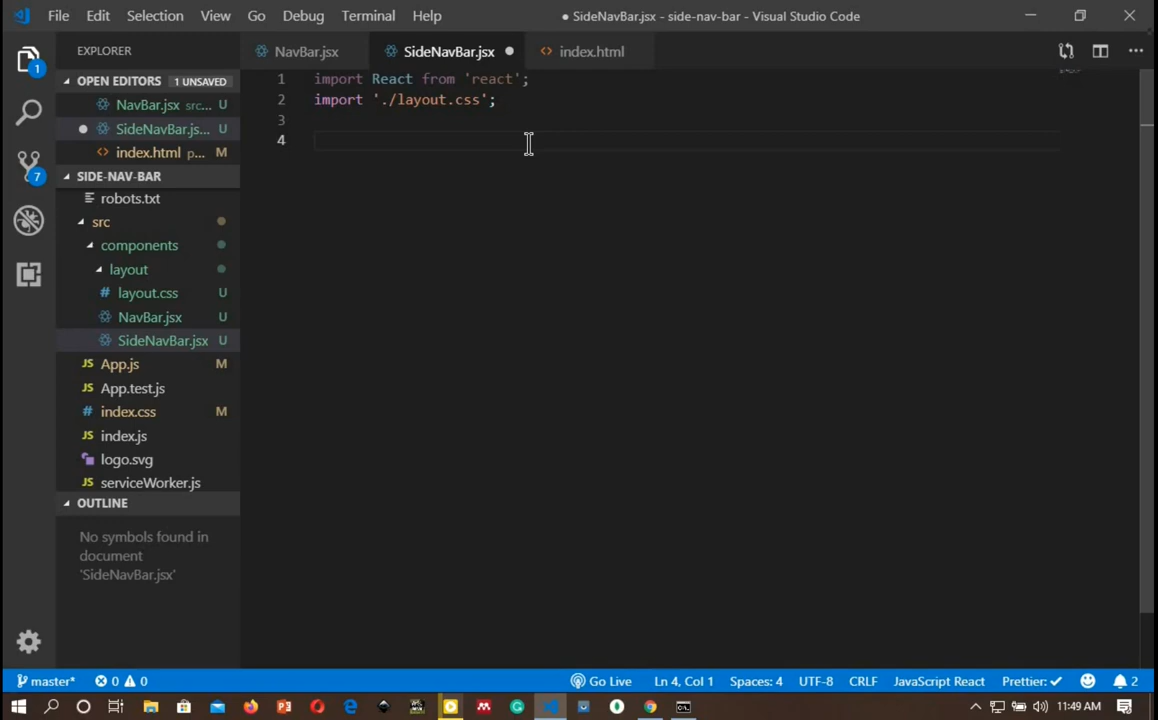 File Edit Selection View Go Debug Terminal Help
● SideNavBar.jsx - side-nav-bar - Visual Studio Code
EXPLORER
NavBar.jsx
SideNavBar.jsx
index.html
1
OPEN EDITORS 1 UNSAVED
NavBar.jsx src... U
SideNavBar.js... U
index.html p... M
7
SIDE-NAV-BAR
robots.txt
src
components
layout
layout.css U
NavBar.jsx U
SideNavBar.jsx U
App.js M
App.test.js
index.css M
index.js
logo.svg
serviceWorker.js
OUTLINE
No symbols found in
document
'SideNavBar.jsx'
1 import React from 'react';
2 import './layout.css';
3
4
master* 0 0 Go Live Ln 4, Col 1 Spaces: 4 UTF-8 CRLF JavaScript React Prettier: ✓ 2
11:49 AM